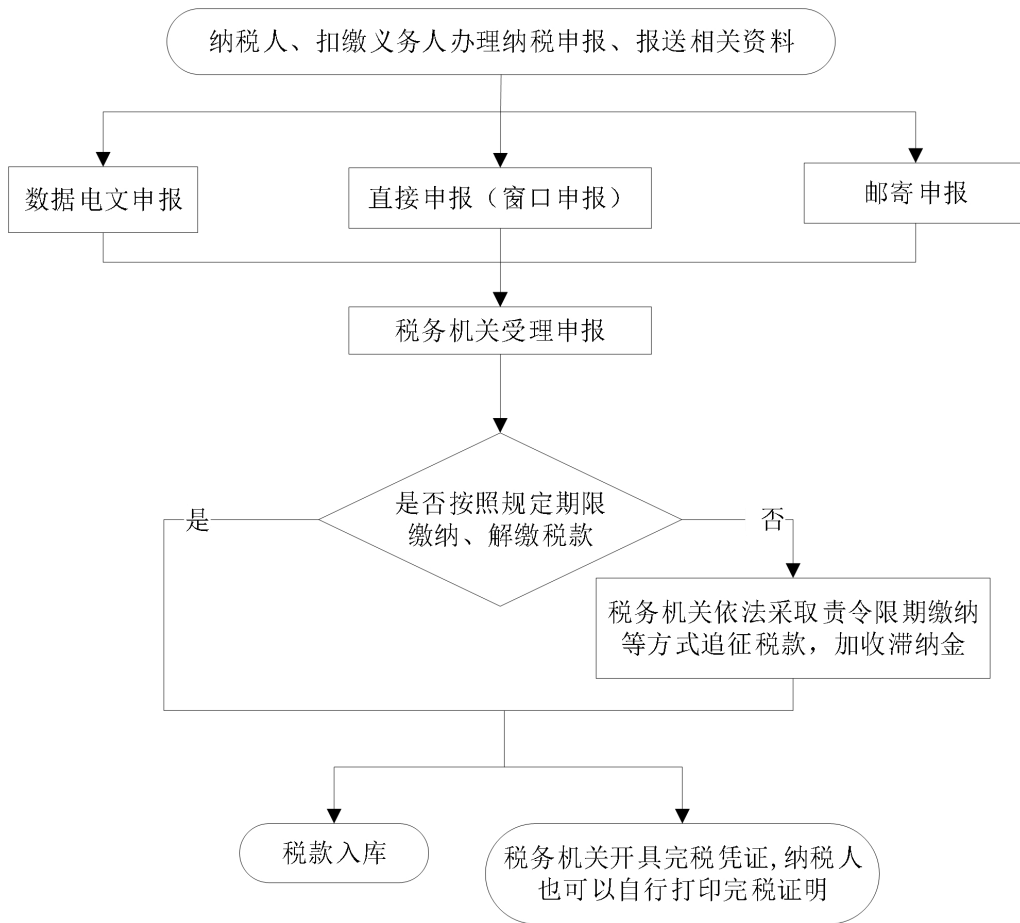 纳税人、扣缴义务人办理纳税申报、报送相关资料
数据电文申报
直接申报（窗口申报）
邮寄申报
税务机关受理申报
是否按照规定期限
缴纳、解缴税款
是
否
税务机关依法采取责令限期缴纳
等方式追征税款，加收滞纳金
税款入库
税务机关开具完税凭证,纳税人
也可以自行打印完税证明